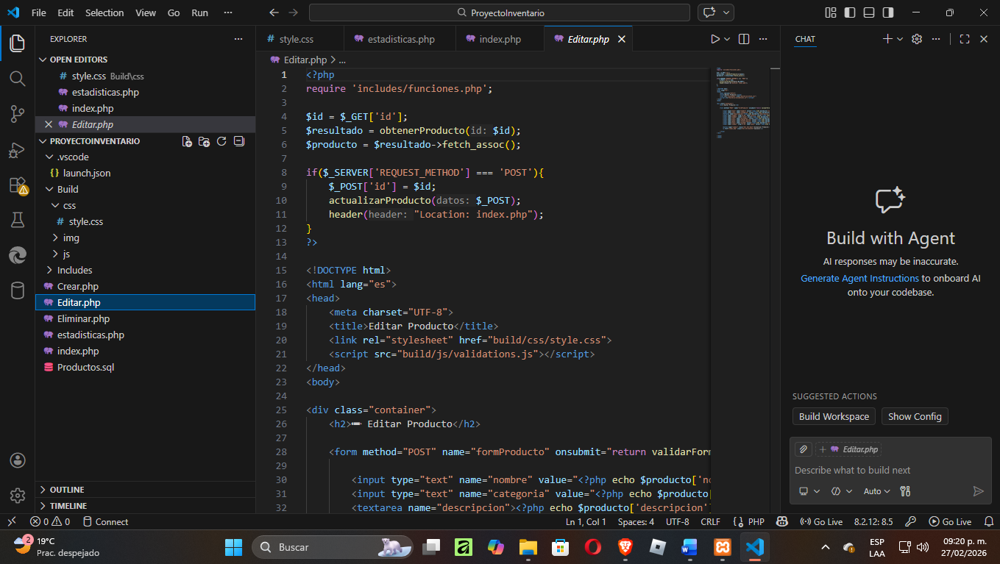 File Edit Selection View Go Run ··· ProyectoInventario
EXPLORER ···
OPEN EDITORS
# style.css Build\css
estadisticas.php
index.php
Editar.php
PROYECTOINVENTARIO
.vscode
{} launch.json
Build
css
# style.css
img
js
Includes
Crear.php
Editar.php
Eliminar.php
estadisticas.php
index.php
Productos.sql
OUTLINE
TIMELINE
# style.css estadisticas.php index.php Editar.php
Editar.php > ...
1 <?php
2 require 'includes/funciones.php';
3
4 $id = $_GET['id'];
5 $resultado = obtenerProducto(id: $id);
6 $producto = $resultado->fetch_assoc();
7
8 if($_SERVER['REQUEST_METHOD'] === 'POST'){
9 $_POST['id'] = $id;
10 actualizarProducto(datos: $_POST);
11 header(header: "Location: index.php");
12 }
13 ?>
14
15 <!DOCTYPE html>
16 <html lang="es">
17 <head>
18 <meta charset="UTF-8">
19 <title>Editar Producto</title>
20 <link rel="stylesheet" href="build/css/style.css">
21 <script src="build/js/validations.js"></script>
22 </head>
23 <body>
24
25 <div class="container">
26 <h2>✏️ Editar Producto</h2>
27
28 <form method="POST" name="formProducto" onsubmit="return validarForm
29
30 <input type="text" name="nombre" value="<?php echo $producto['no
31 <input type="text" name="categoria" value="<?php echo $producto[
32 <textarea name="descripcion"><?php echo $producto['descripcion']
CHAT
Build with Agent
AI responses may be inaccurate.
Generate Agent Instructions to onboard AI
onto your codebase.
SUGGESTED ACTIONS
Build Workspace Show Config
Editar.php
Describe what to build next
Auto
0 0 Connect Ln 1, Col 1 Spaces: 4 UTF-8 CRLF {} PHP Go Live 8.2.12: 8.5 Go Live
2 19°C
Prac. despejado
Buscar
ESP
LAA
09:20 p. m.
27/02/2026